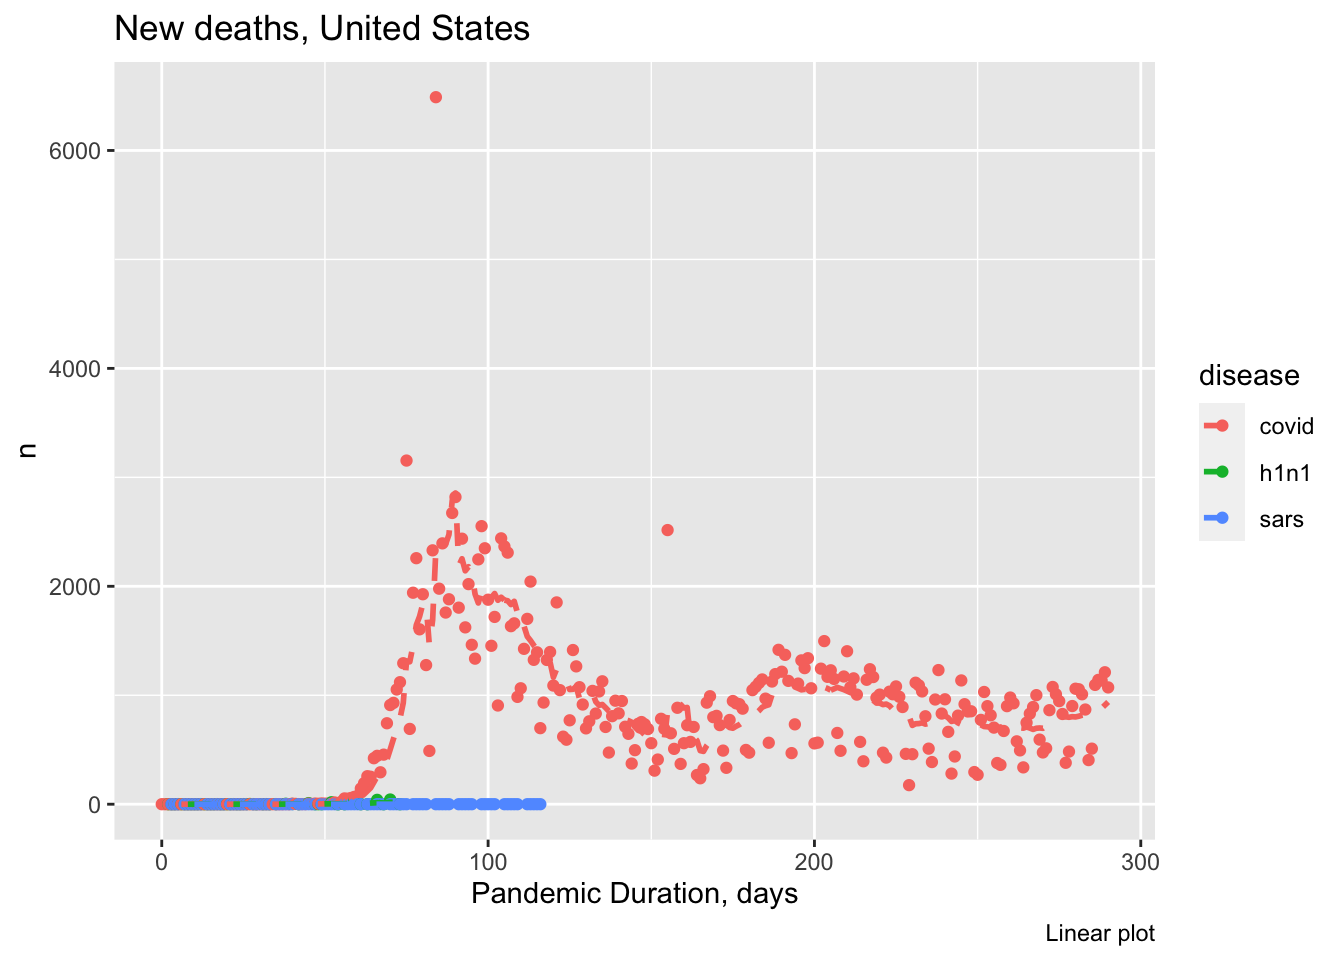 New deaths, United States
6000
4000
2000
0
n
0 100 200 300
Pandemic Duration, days
Linear plot
disease
covid
h1n1
sars